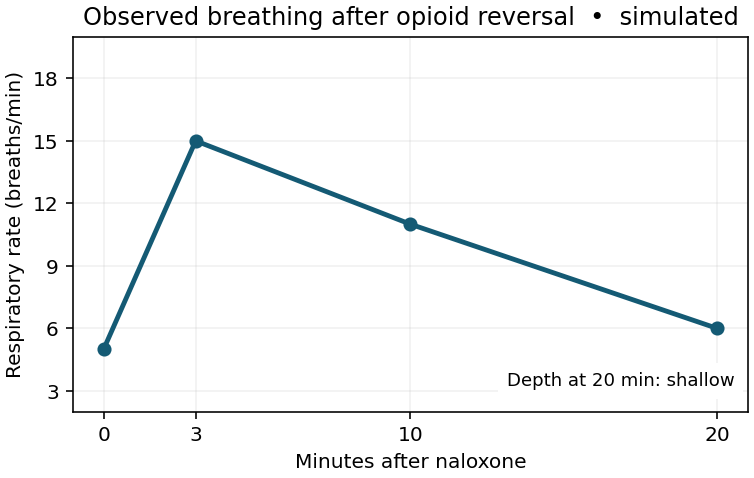 Observed breathing after opioid reversal • simulated
Respiratory rate (breaths/min)
18
15
12
9
6
3
Depth at 20 min: shallow
0 3 10 20
Minutes after naloxone